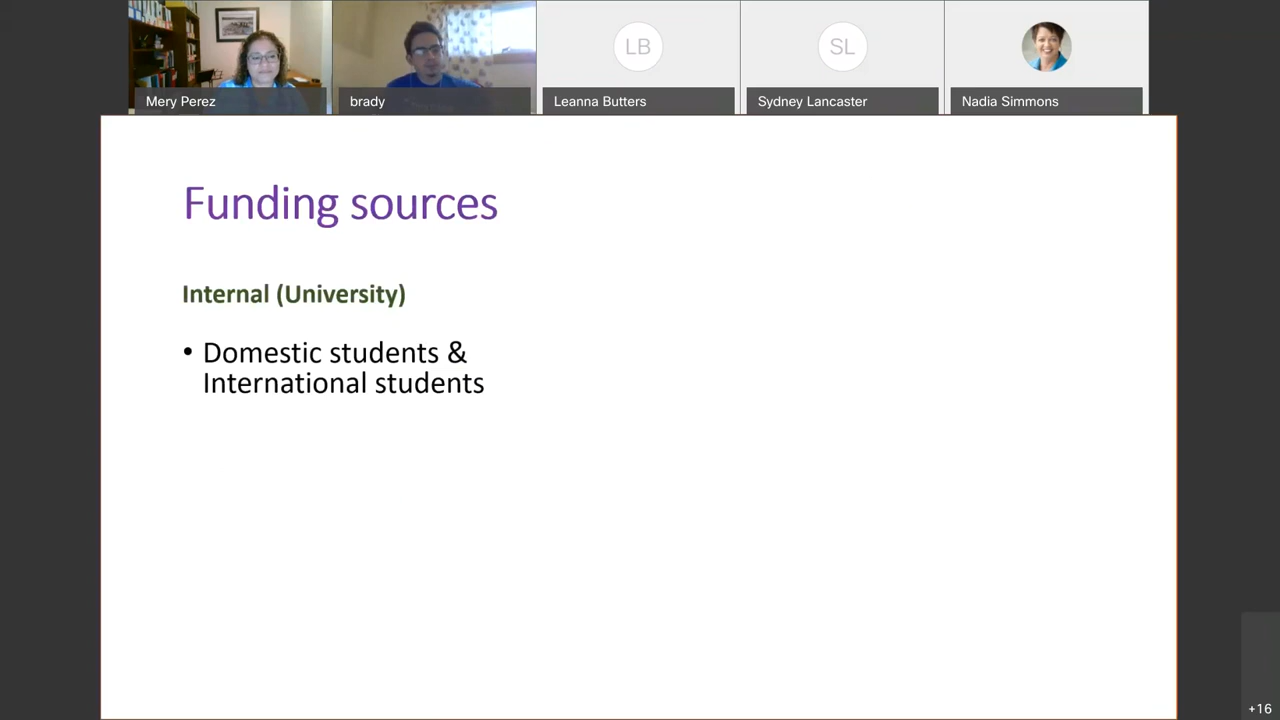 LB
SL
Mery Perez
brady
Leanna Butters
Sydney Lancaster
Nadia Simmons
Funding sources
Internal (University)
• Domestic students &
International students
+16